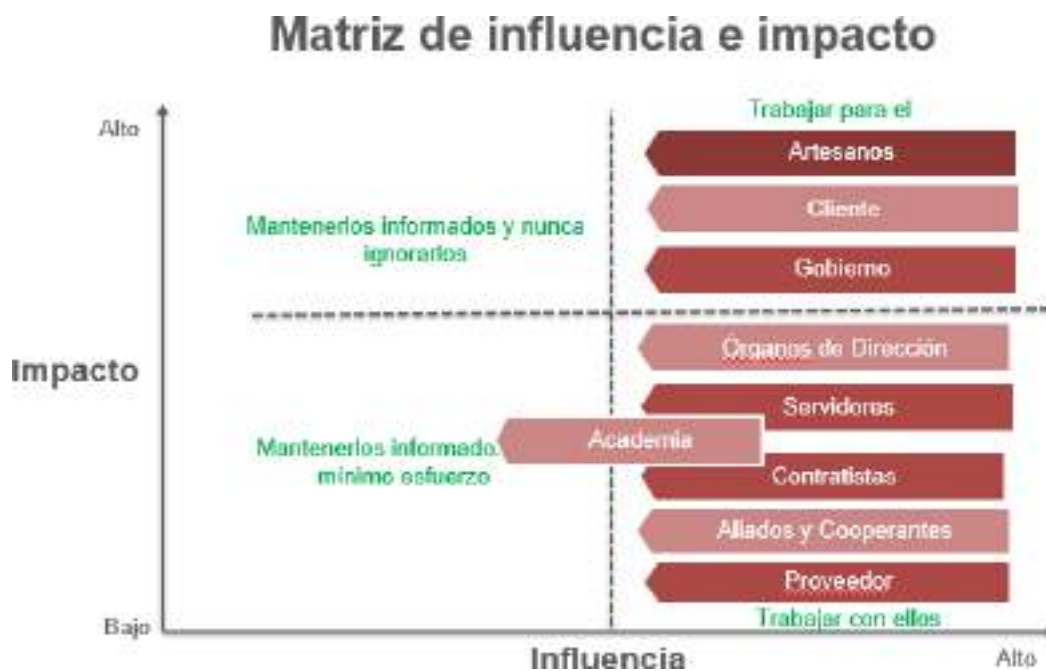 Matriz de influencia e impacto
Alto
Trabajar para el
Artesanos
Cliente
Mantenerlos informados y nunca
ignorarlos
Gobierno
Impacto
Órganos de Dirección
Servidores
Academia
Mantenerlos informado.
mínimo esfuerzo
Contratistas
Aliados y Cooperantes
Proveedor
Bajo
Trabajar con ellos
Influencia
Alto